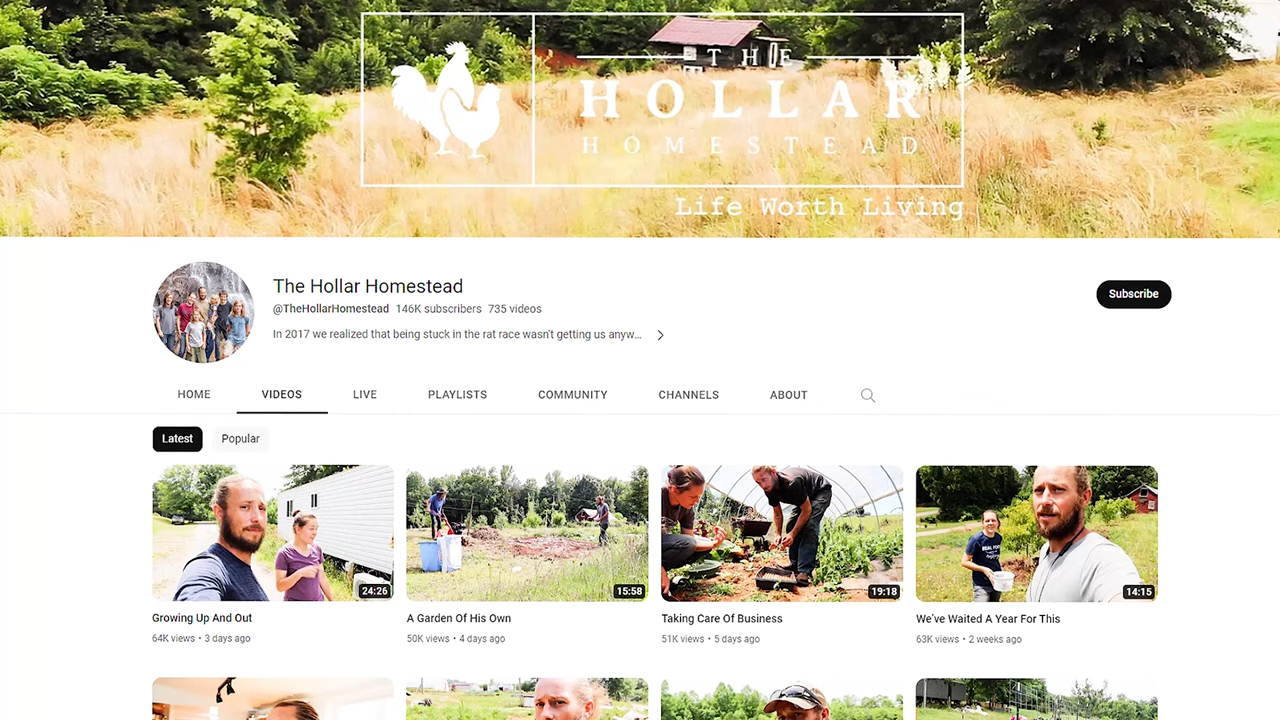 THE
HOLLAR
HOMESTEAD
Life Worth Living
The Hollar Homestead
@TheHollarHomestead 146K subscribers 735 videos
In 2017 we realized that being stuck in the rat race wasn't getting us anyw...
Subscribe
HOME VIDEOS LIVE PLAYLISTS COMMUNITY CHANNELS ABOUT
Latest Popular
24:26 15:58 19:18 14:15
Growing Up And Out
64K views • 3 days ago
A Garden Of His Own
50K views • 4 days ago
Taking Care Of Business
51K views • 5 days ago
We've Waited A Year For This
63K views • 2 weeks ago